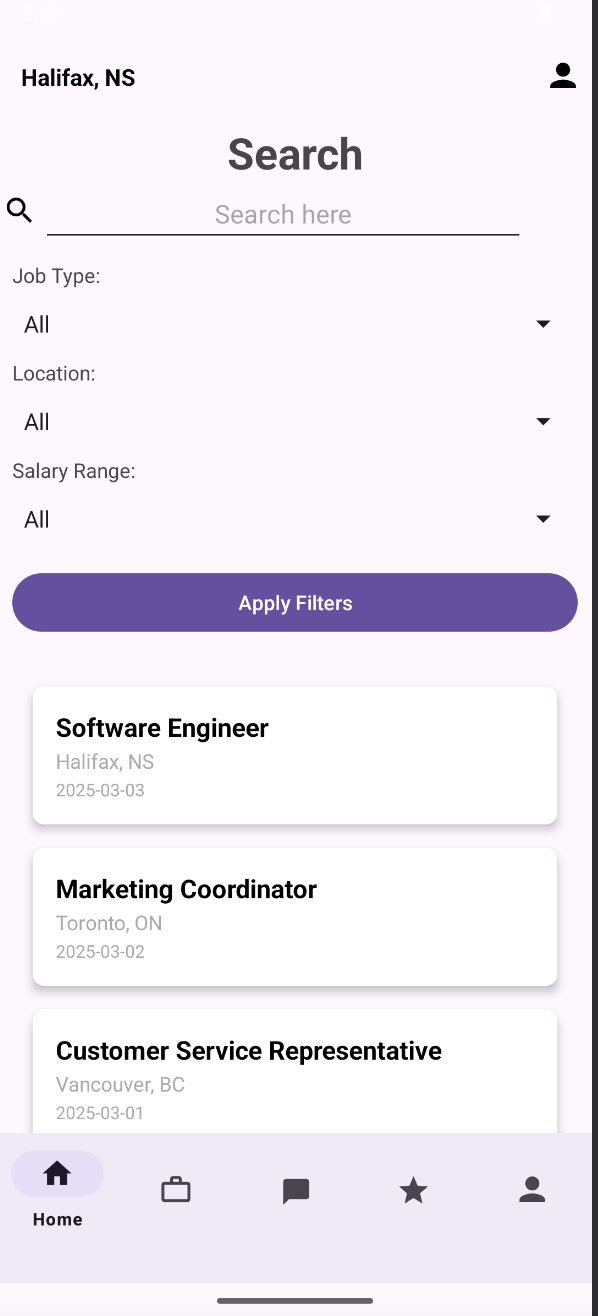 5:42
Halifax, NS
Search
Search here
Job Type:
All
Location:
All
Salary Range:
All
Apply Filters
Software Engineer
Halifax, NS
2025-03-03
Marketing Coordinator
Toronto, ON
2025-03-02
Customer Service Representative
Vancouver, BC
2025-03-01
Home